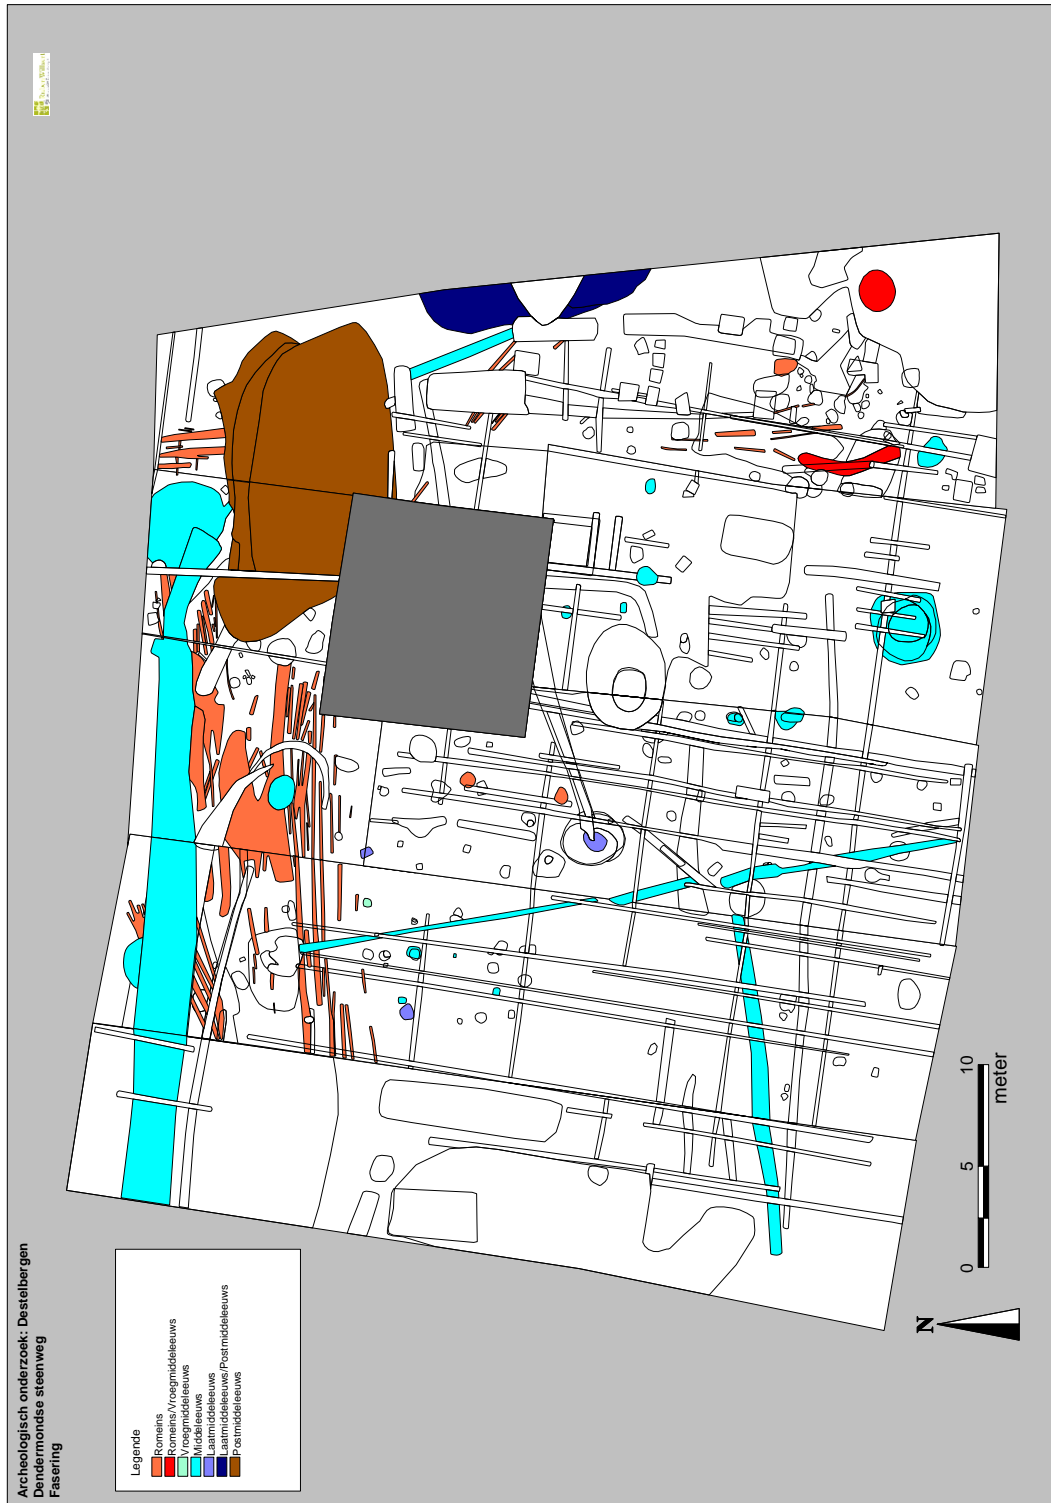 Archeologisch onderzoek: Destelbergen
Dendermondse steenweg
Fasering
Legende
Romeins
Romeins/Vroegmiddeleeuws
Vroegmiddeleeuws
Middeleeuws
Laatmiddeleeuws
Laatmiddeleeuws/Postmiddeleeuws
Postmiddeleeuws
N
0 5 10
meter